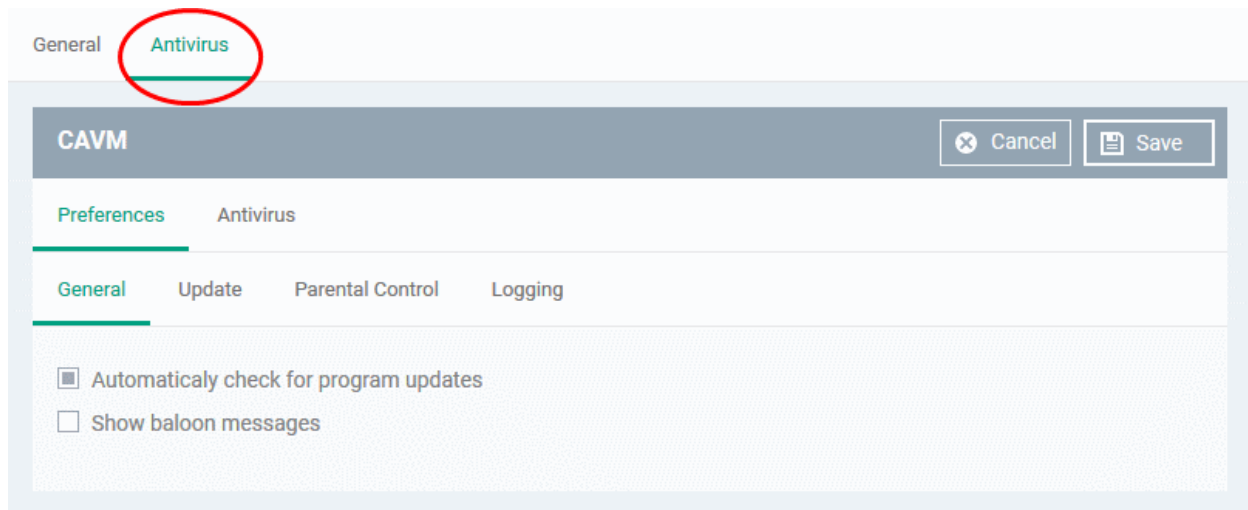 General Antivirus
CAVM Cancel Save
Preferences Antivirus
General Update Parental Control Logging
Automaticaly check for program updates
Show baloon messages